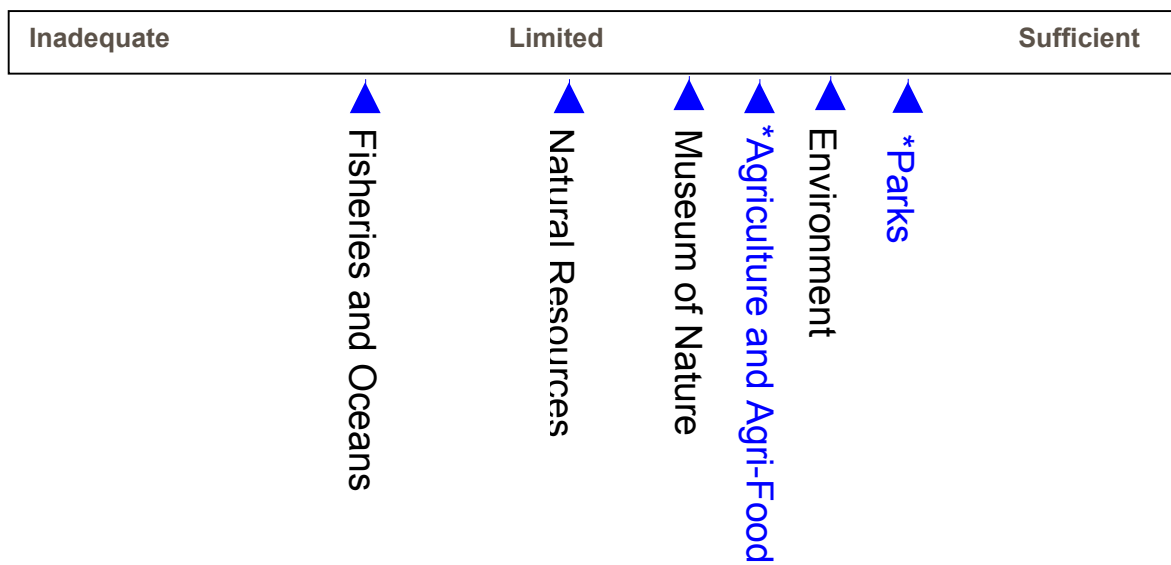 Inadequate Limited Sufficient
Fisheries and Oceans
Natural Resources
Museum of Nature
*Agriculture and Agri-Food
Environment
*Parks